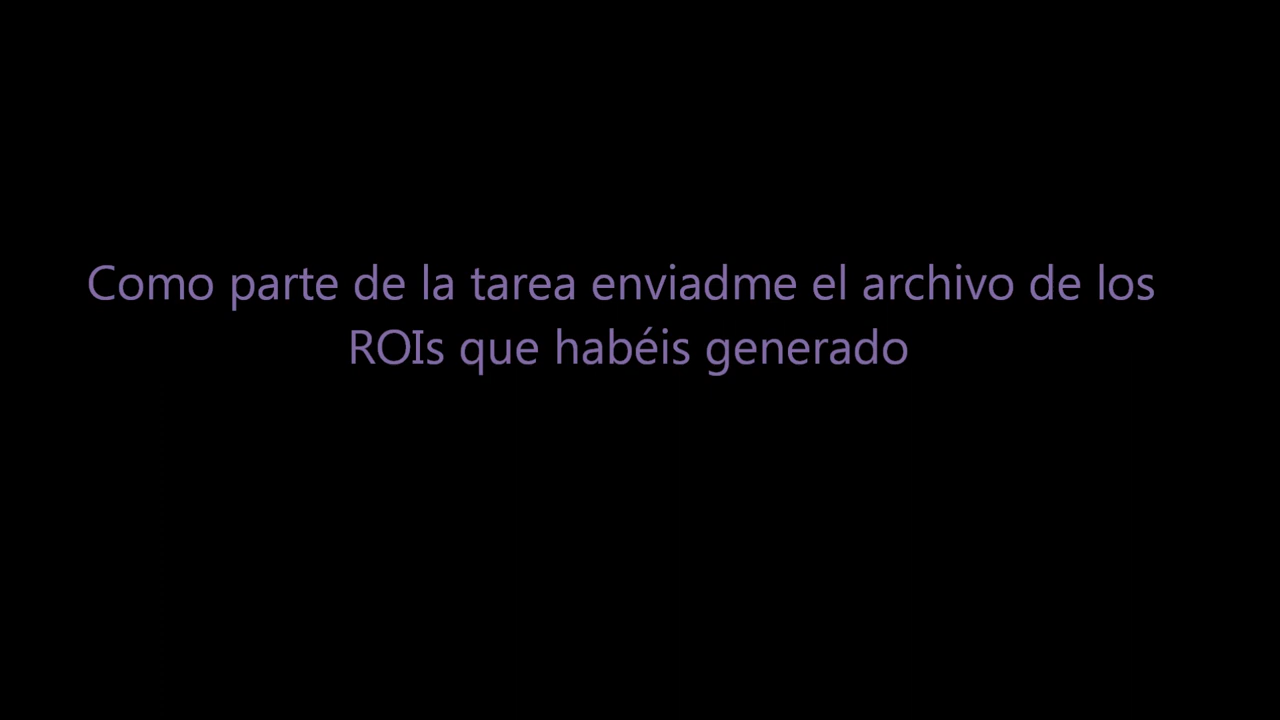 Como parte de la tarea enviadme el archivo de los
ROIs que habéis generado